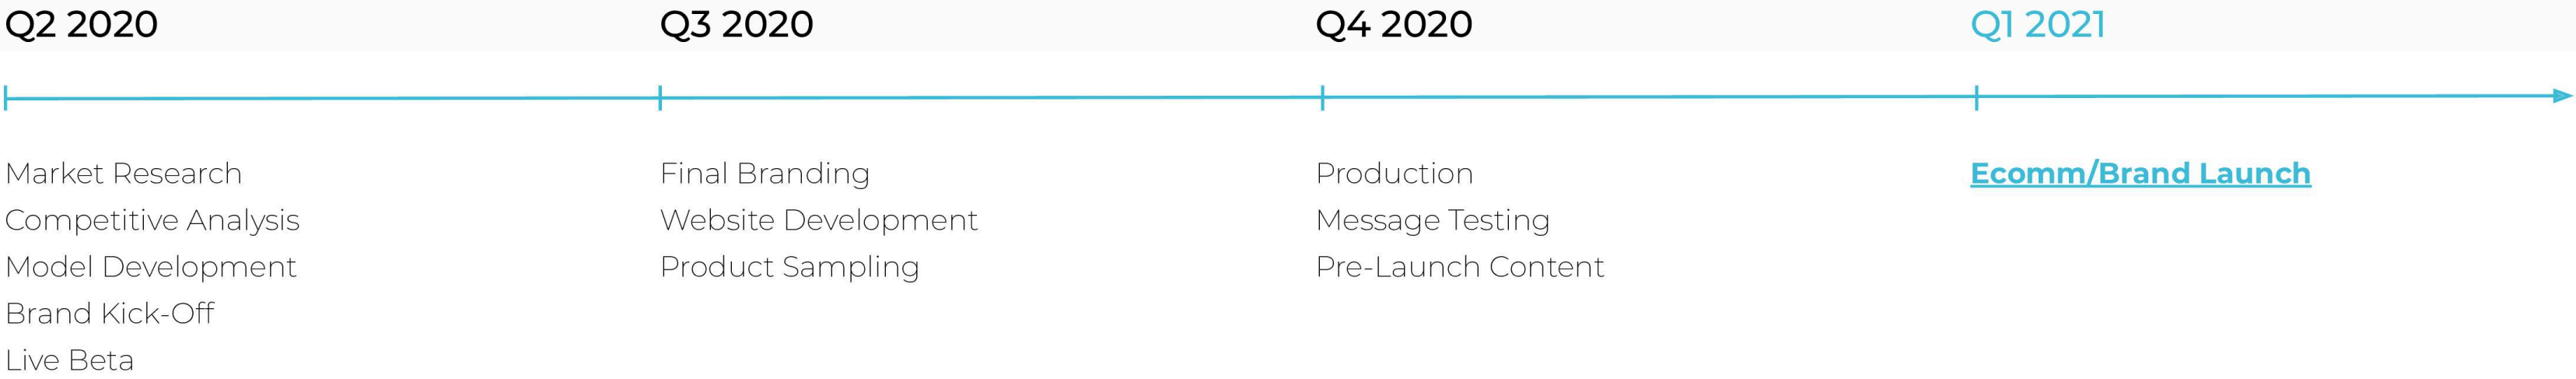 Q2 2020
Q3 2020
Q4 2020
Q1 2021
Market Research
Competitive Analysis
Model Development
Brand Kick-Off
Live Beta
Final Branding
Website Development
Product Sampling
Production
Message Testing
Pre-Launch Content
Ecomm/Brand Launch